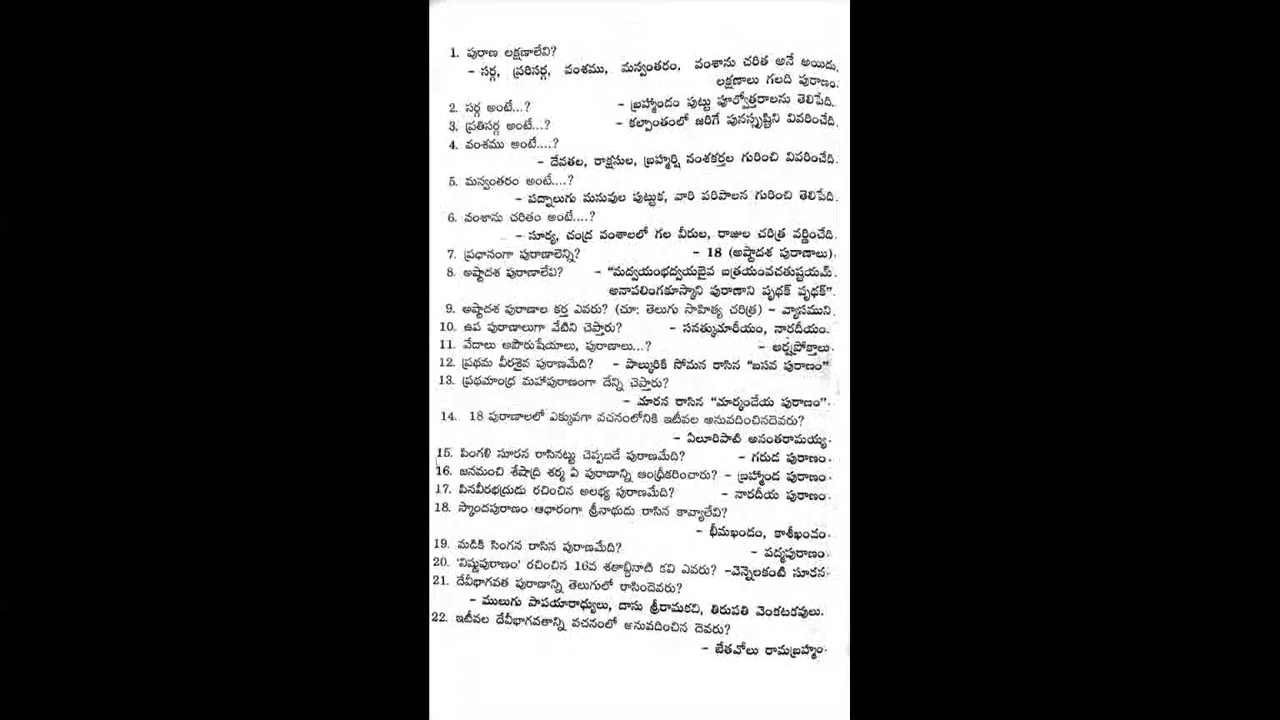 1. పురాణ లక్షణాలేవి?
- సర్గ, ప్రరిసర్గ, వంశము, మన్వంతరం, వంశాను చరిత అనే అయిదు,
లక్షణాలు గలది పురాణం.
2. సర్గ అంటే...? - బ్రహ్మాండం పుట్టు పూర్వోత్తరాలను తెలిపేది.
3. ప్రతిసర్గ అంటే...? - కల్పాంతంలో జరిగే పునస్సృష్టిని వివరించేది.
4. వంశము అంటే....?
- దేవతల, రాక్షసుల, బ్రహ్మర్షి వంశకర్తల గురించి వివరించేది.
5. మన్వంతరం అంటే....?
- పద్నాలుగు మనువుల పుట్టుక, వారి పరిపాలన గురించి తెలిపేది.
6. వంశాను చరితం అంటే....?
- సూర్య, చంద్ర వంశాలలో గల వీరుల, రాజుల చరిత్ర వర్ణించేది.
7. ప్రధానంగా పురాణాలెన్ని? - 18 (అష్టాదశ పురాణాలు).
8. అష్టాదశ పురాణాలేవి? - "మద్వయంభద్వయచైవ బత్రయంవచతుష్టయమ్
అనాపలింగకూస్మాని పురాణాని పృథక్ పృథక్".
9. అష్టాదశ పురాణాల కర్త ఎవరు? (చూ: తెలుగు సాహిత్య చరిత్ర) - వ్యాసముని.
10. ఉప పురాణాలుగా వేటిని చెప్తారు? - సనత్కుమారీయం, నారదీయం.
11. వేదాలు అపౌరుషేయాలు, పురాణాలు...? - ఆర్షప్రోక్తాలు.
12. ప్రథమ వీరశైవ పురాణమేది? - పాల్కురికి సోమన రాసిన "బసవ పురాణం"
13. ప్రథమాంధ్ర మహాపురాణంగా దేన్ని చెప్తారు?
- మారన రాసిన "మార్కండేయ పురాణం".
14. 18 పురాణాలలో ఎక్కువగా వచనంలోనికి ఇటీవల అనువదించినదెవరు?
- ఏలూరిపాటి అనంతరామయ్య.
15. పింగళి సూరన రాసినట్టు చెప్పబడే పురాణమేది? - గరుడ పురాణం.
16. జనమంచి శేషాద్రి శర్మ ఏ పురాణాన్ని ఆంధ్రీకరించారు? - బ్రహ్మాండ పురాణం.
17. పినవీరభద్రుడు రచించిన అలభ్య పురాణమేది? - నారదీయ పురాణం.
18. స్కాందపురాణం ఆధారంగా శ్రీనాథుడు రాసిన కావ్యాలేవి?
- భీమఖండం, కాశీఖండం.
19. మడికి సింగన రాసిన పురాణమేది? - పద్మపురాణం.
20. 'విష్ణుపురాణం' రచించిన 16వ శతాబ్దినాటి కవి ఎవరు? -వెన్నెలకంటి సూరన.
21. దేవీభాగవత పురాణాన్ని తెలుగులో రాసిందెవరు?
- ములుగు పాపయారాధ్యులు, దాసు శ్రీరామకవి, తిరుపతి వెంకటకవులు.
22. ఇటీవల దేవీభాగవతాన్ని వచనంలో అనువదించిన దెవరు?
- బేతవోలు రామబ్రహ్మం.